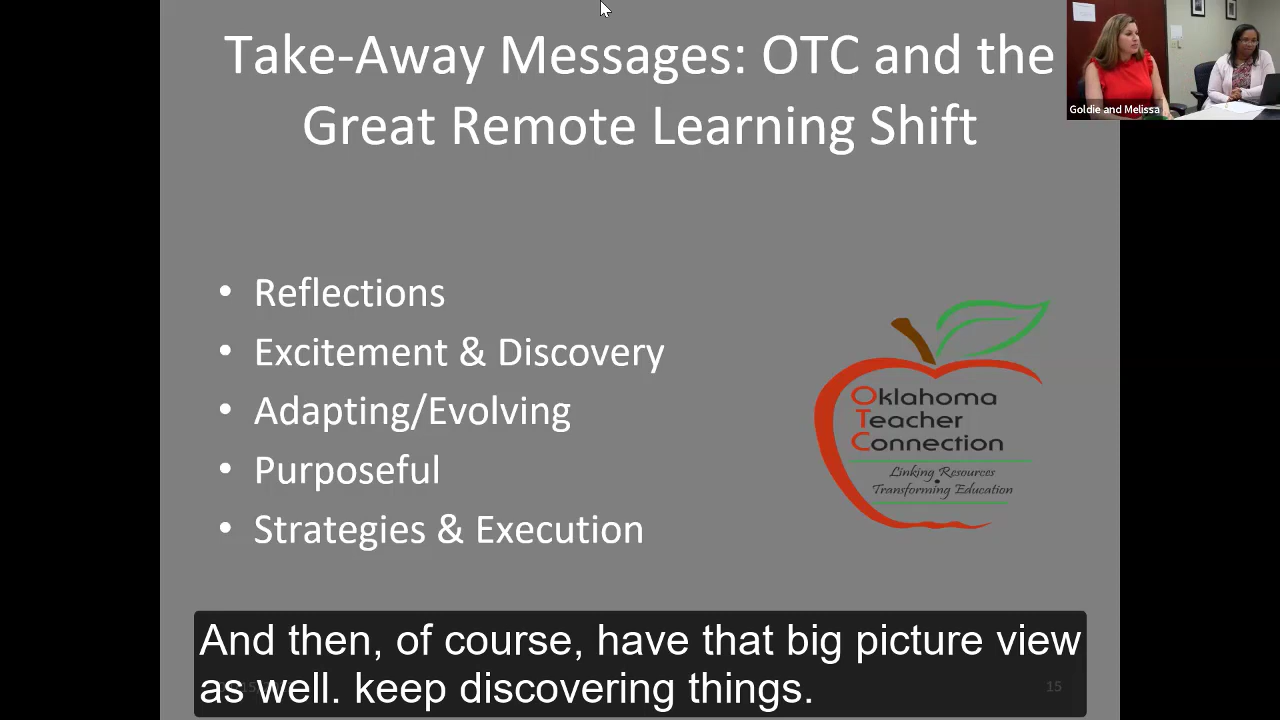 Take-Away Messages: OTC and the
Great Remote Learning Shift
Goldie and Melissa
• Reflections
• Excitement & Discovery
• Adapting/Evolving
• Purposeful
• Strategies & Execution
Oklahoma
Teacher
Connection
Linking Resources
Transforming Education
And then, of course, have that big picture view
as well. keep discovering things.
15